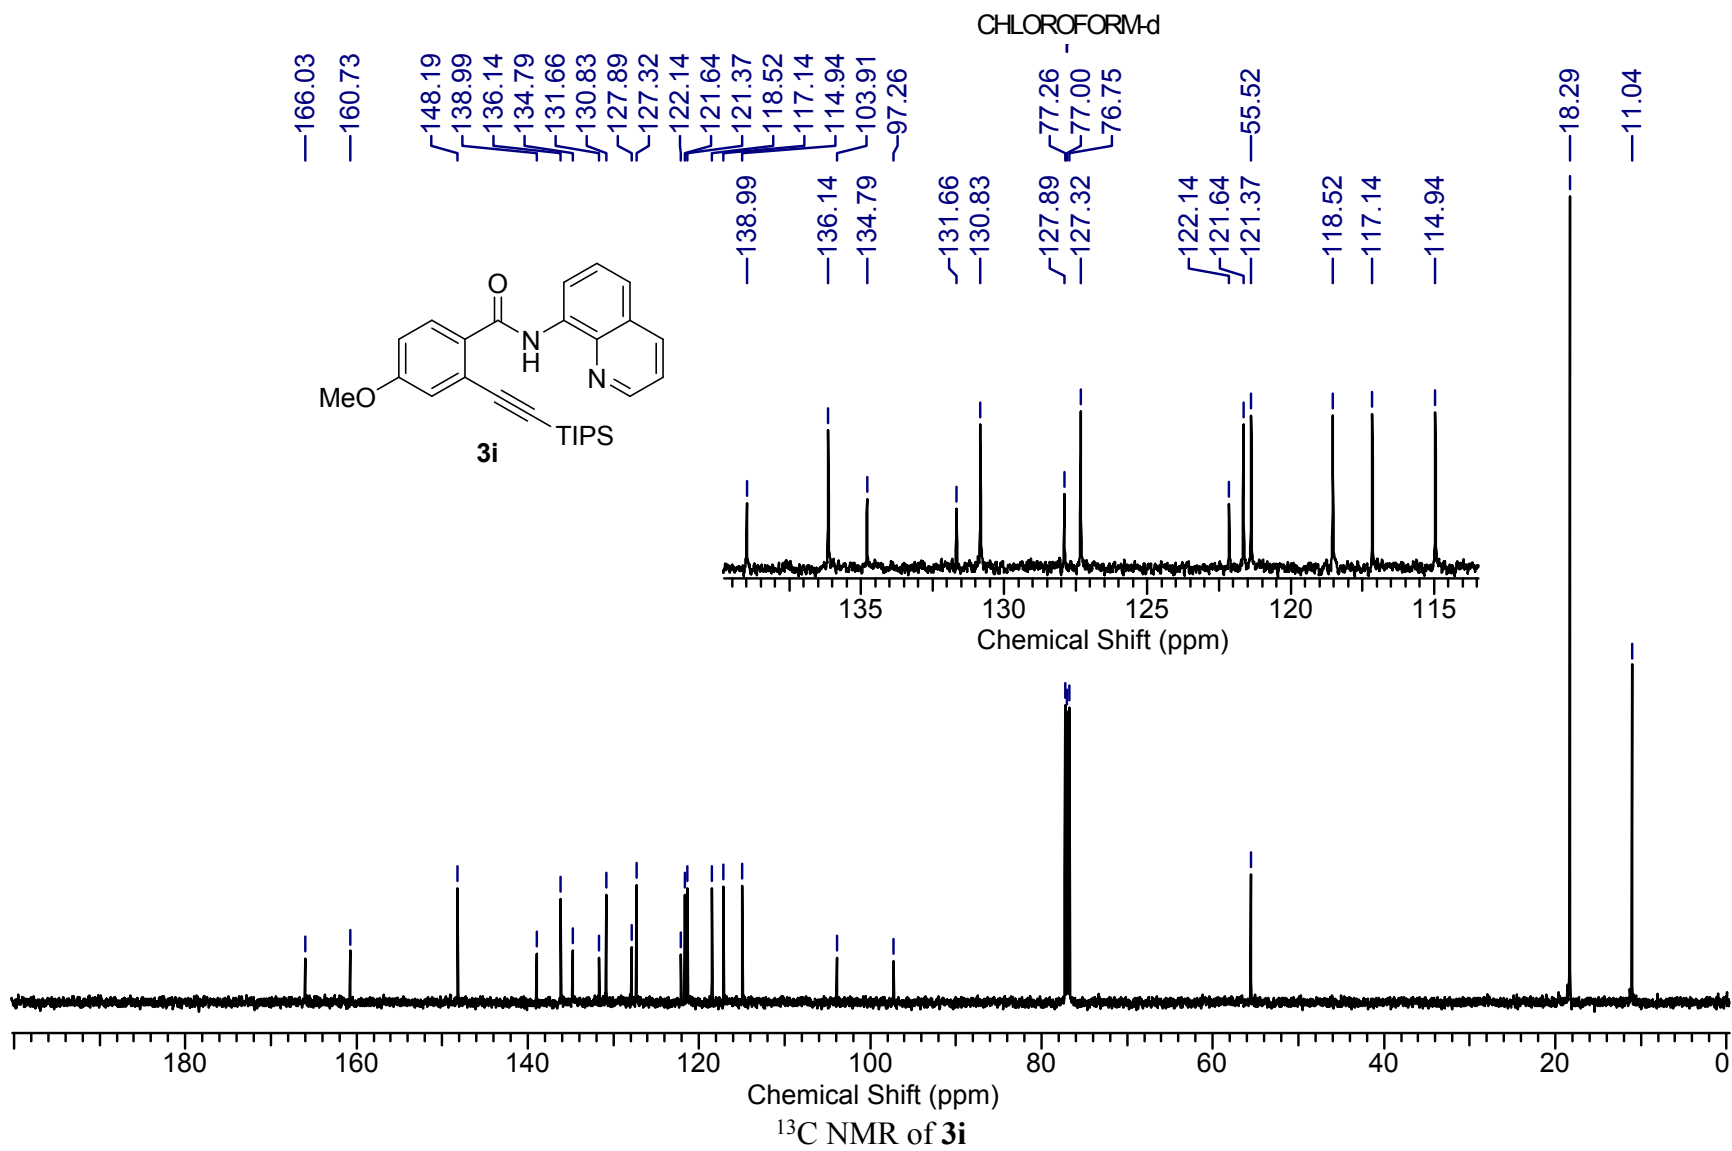 CHLOROFORM-d
166.03 160.73 148.19 138.99 136.14 134.79 131.66 130.83 127.89 127.32 122.14 121.64 121.37 118.52 117.14 114.94 103.91 97.26 77.26 77.00 76.75 55.52 18.29 11.04
138.99 136.14 134.79 131.66 130.83 127.89 127.32 122.14 121.64 121.37 118.52 117.14 114.94
O
N
H
N
MeO
TIPS
3i
135 130 125 120 115
Chemical Shift (ppm)
180 160 140 120 100 80 60 40 20 0
Chemical Shift (ppm)
¹³C NMR of 3i